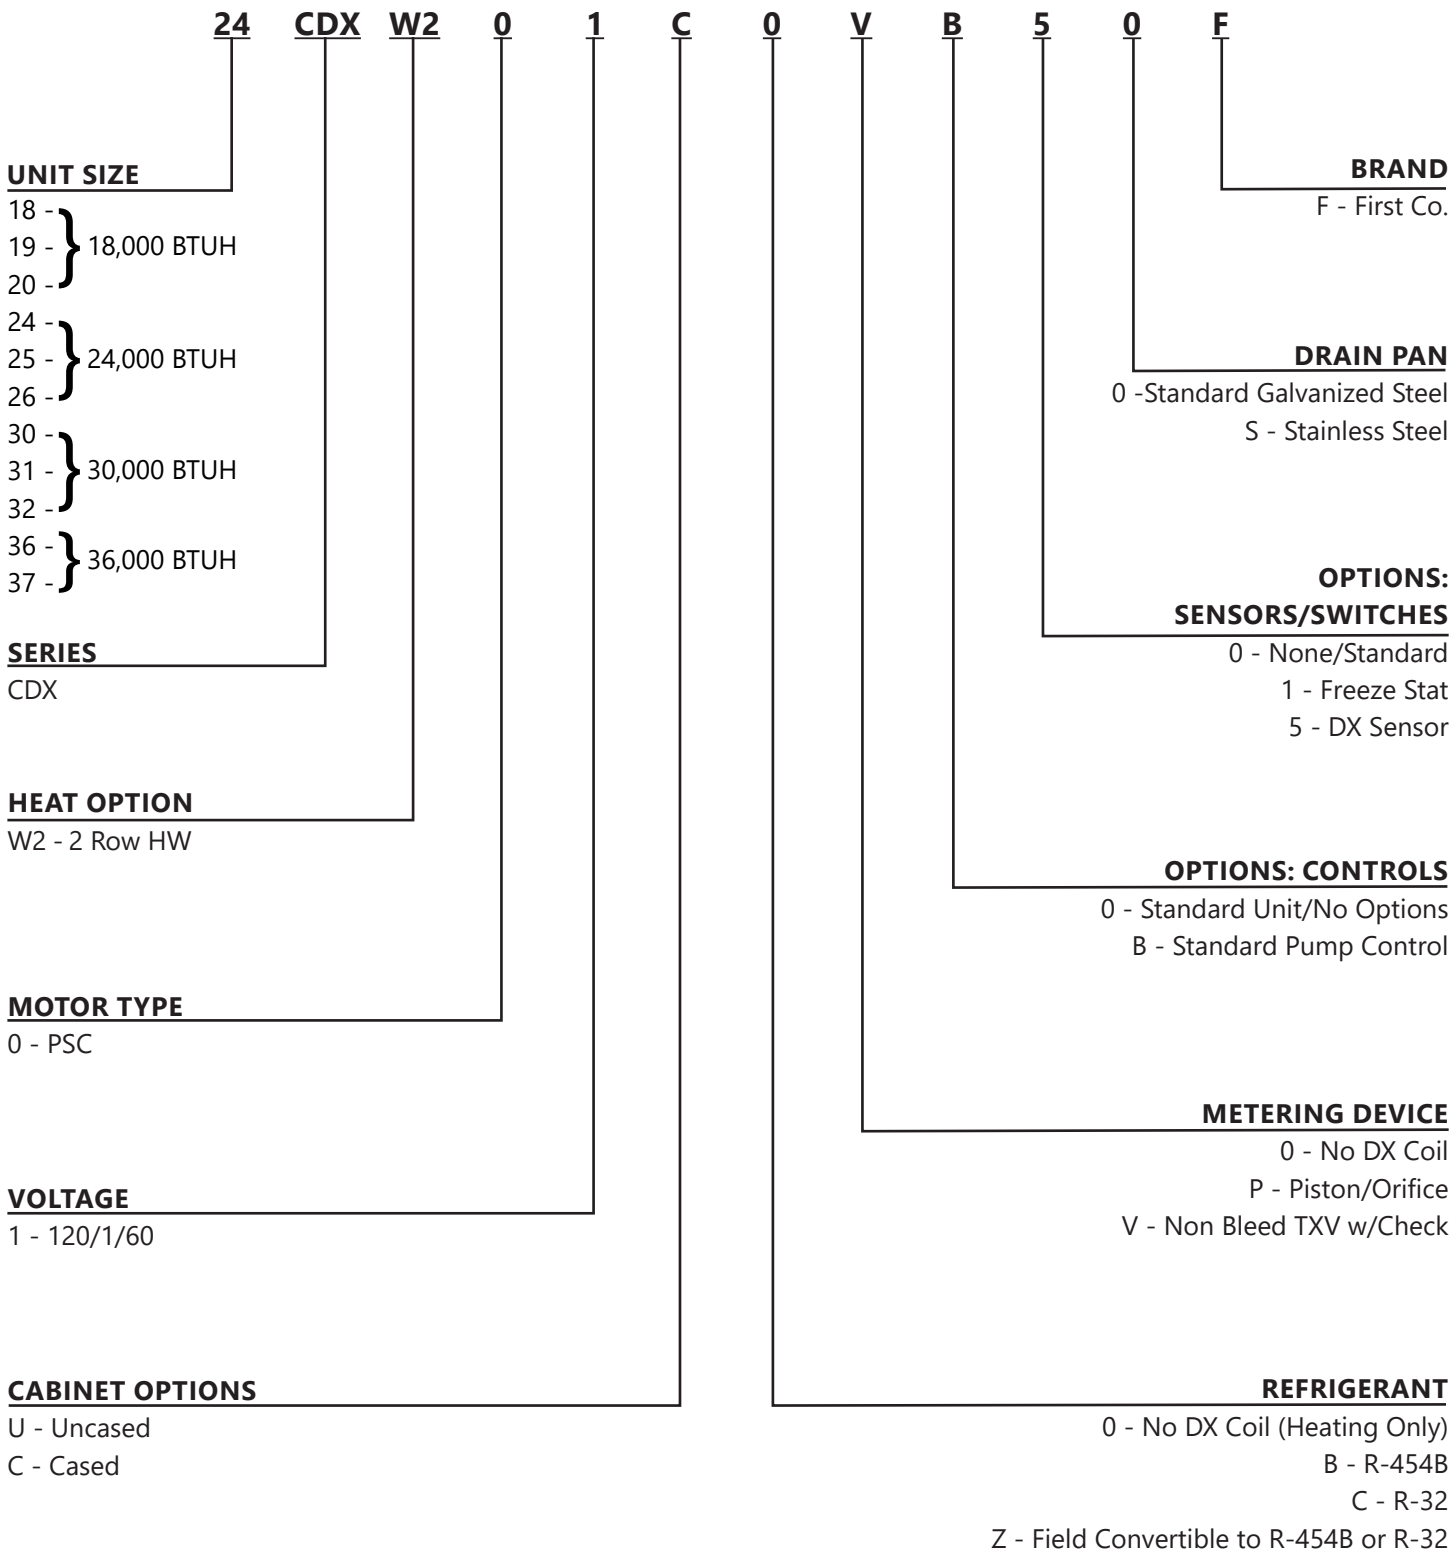 24 CDX W2 0 1 C 0 V B 5 0 F
UNIT SIZE
18 -
19 - 18,000 BTUH
20 -
24 -
25 - 24,000 BTUH
26 -
30 -
31 - 30,000 BTUH
32 -
36 -
36,000 BTUH
37 -
SERIES
CDX
HEAT OPTION
W2 - 2 Row HW
MOTOR TYPE
0 - PSC
VOLTAGE
1 - 120/1/60
CABINET OPTIONS
U - Uncased
C - Cased
BRAND
F - First Co.
DRAIN PAN
0 -Standard Galvanized Steel
S - Stainless Steel
OPTIONS:
SENSORS/SWITCHES
0 - None/Standard
1 - Freeze Stat
5 - DX Sensor
OPTIONS: CONTROLS
0 - Standard Unit/No Options
B - Standard Pump Control
METERING DEVICE
0 - No DX Coil
P - Piston/Orifice
V - Non Bleed TXV w/Check
REFRIGERANT
0 - No DX Coil (Heating Only)
B - R-454B
C - R-32
Z - Field Convertible to R-454B or R-32